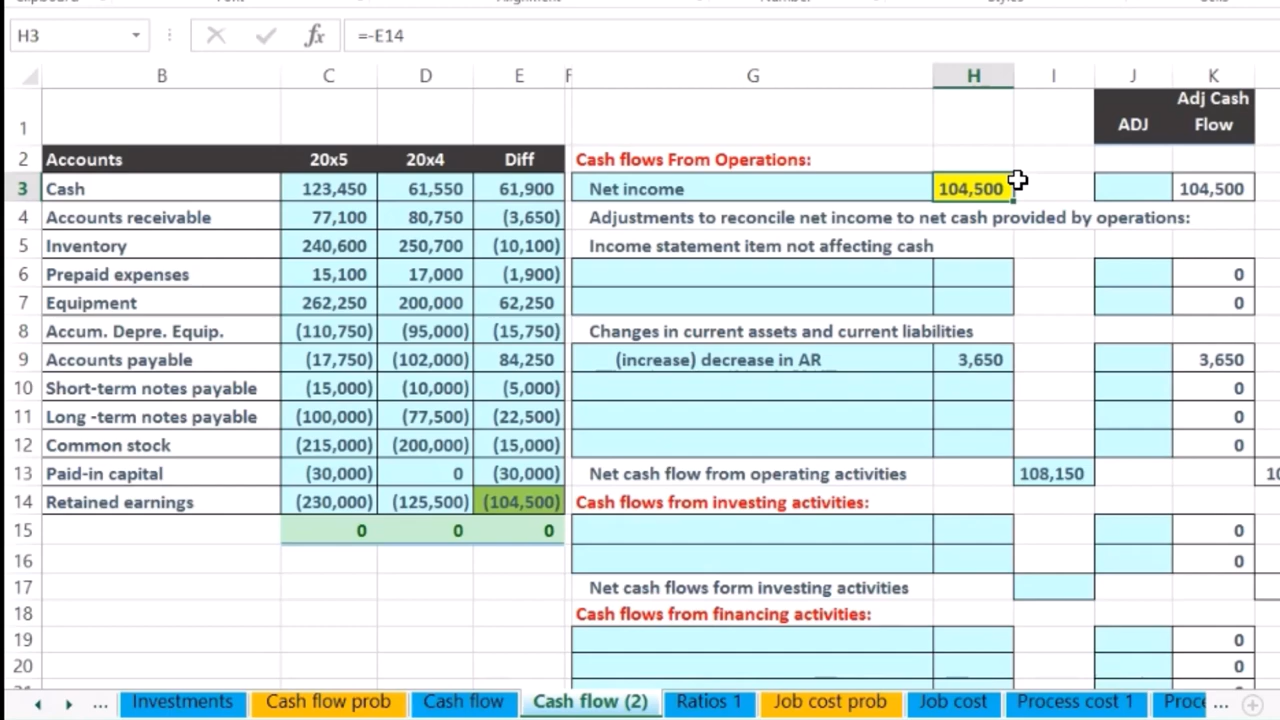 H3 =-E14
B C D E F G H I J K
1 ADJ Adj Cash Flow
2 Accounts 20x5 20x4 Diff Cash flows From Operations:
3 Cash 123,450 61,550 61,900 Net income 104,500 104,500
4 Accounts receivable 77,100 80,750 (3,650) Adjustments to reconcile net income to net cash provided by operations:
5 Inventory 240,600 250,700 (10,100) Income statement item not affecting cash
6 Prepaid expenses 15,100 17,000 (1,900) 0
7 Equipment 262,250 200,000 62,250 0
8 Accum. Depre. Equip. (110,750) (95,000) (15,750) Changes in current assets and current liabilities
9 Accounts payable (17,750) (102,000) 84,250 (increase) decrease in AR 3,650 3,650
10 Short-term notes payable (15,000) (10,000) (5,000) 0
11 Long -term notes payable (100,000) (77,500) (22,500) 0
12 Common stock (215,000) (200,000) (15,000) 0
13 Paid-in capital (30,000) 0 (30,000) Net cash flow from operating activities 108,150
14 Retained earnings (230,000) (125,500) (104,500) Cash flows from investing activities:
15 0 0 0 0
16 0
17 Net cash flows form investing activities
18 Cash flows from financing activities:
19 0
20 0
... Investments Cash flow prob Cash flow Cash flow (2) Ratios 1 Job cost prob Job cost Process cost 1 ...